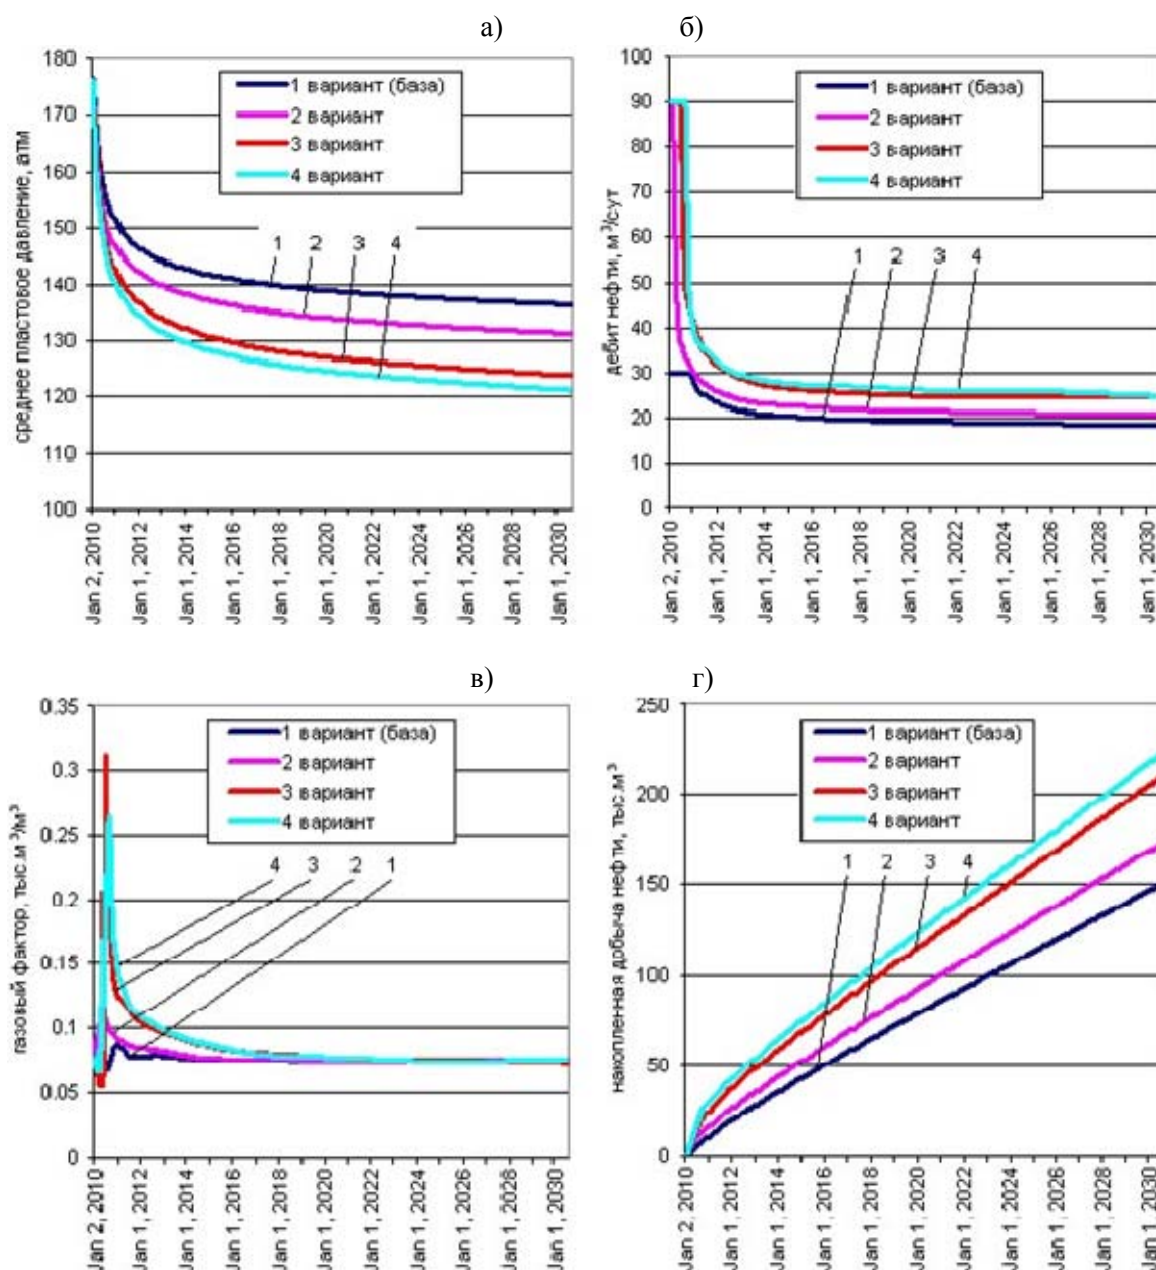 а)
180
170
160
150
140
130
120
110
100
среднее пластовое давление, атм
1 вариант (база)
2 вариант
3 вариант
4 вариант
1 2 3 4
Jan 2, 2010
Jan 1, 2012
Jan 1, 2014
Jan 1, 2016
Jan 1, 2018
Jan 1, 2020
Jan 1, 2022
Jan 1, 2024
Jan 1, 2026
Jan 1, 2028
Jan 1, 2030
б)
100
90
80
70
60
50
40
30
20
10
0
дебит нефти, м³/сут
1 вариант (база)
2 вариант
3 вариант
4 вариант
1 2 3 4
Jan 2, 2010
Jan 1, 2012
Jan 1, 2014
Jan 1, 2016
Jan 1, 2018
Jan 1, 2020
Jan 1, 2022
Jan 1, 2024
Jan 1, 2026
Jan 1, 2028
Jan 1, 2030
в)
0.35
0.3
0.25
0.2
0.15
0.1
0.05
0
газовый фактор, тыс.м³/м³
1 вариант (база)
2 вариант
3 вариант
4 вариант
4 3 2 1
Jan 2, 2010
Jan 1, 2012
Jan 1, 2014
Jan 1, 2016
Jan 1, 2018
Jan 1, 2020
Jan 1, 2022
Jan 1, 2024
Jan 1, 2026
Jan 1, 2028
Jan 1, 2030
г)
250
200
150
100
50
0
накопленная добыча нефти, тыс.м³
1 вариант (база)
2 вариант
3 вариант
4 вариант
1 2 3 4
Jan 2, 2010
Jan 1, 2012
Jan 1, 2014
Jan 1, 2016
Jan 1, 2018
Jan 1, 2020
Jan 1, 2022
Jan 1, 2024
Jan 1, 2026
Jan 1, 2028
Jan 1, 2030